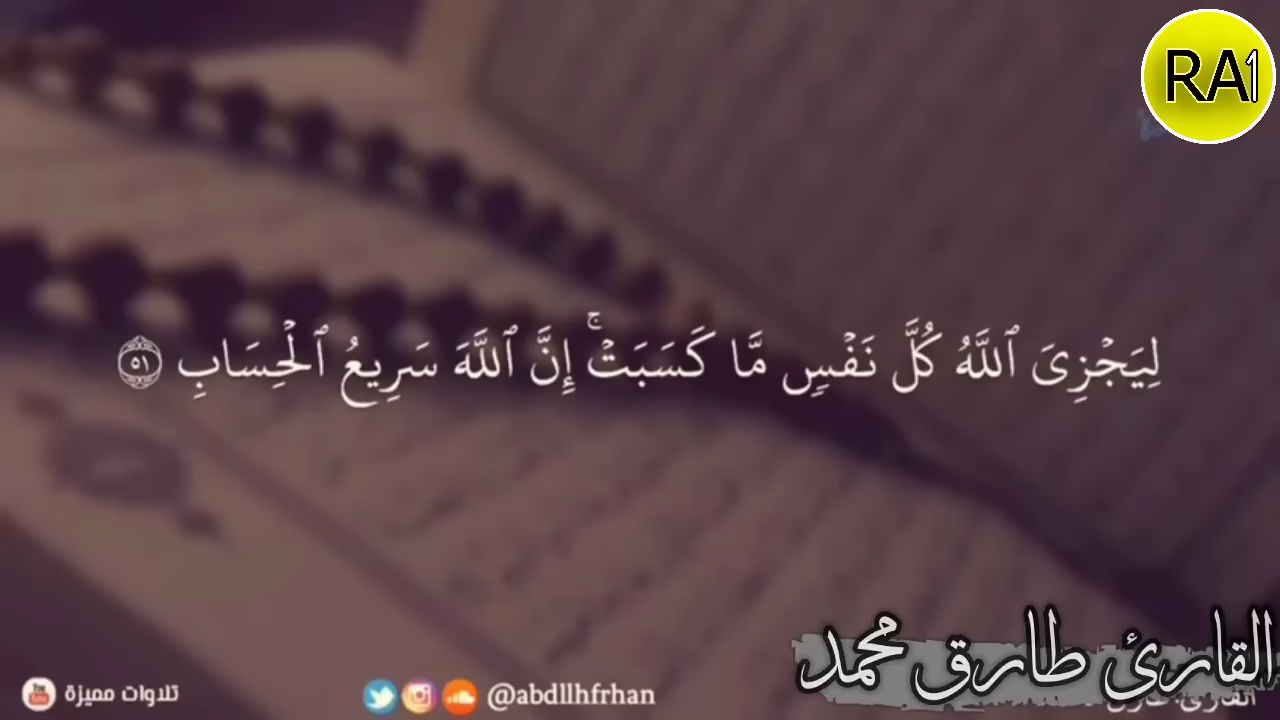 RA1
لِيَجْزِىَ ٱللَّهُ كُلَّ نَفْسٍ مَّا كَسَبَتْ ۚ إِنَّ ٱللَّهَ سَرِيعُ ٱلْحِسَابِ ٥١
القارئ طارق محمد
تلاوات مميزة @abdllhfrhan